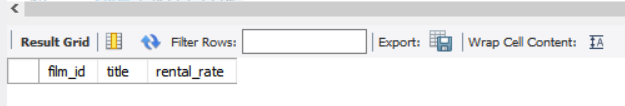 Result Grid Filter Rows: Export: Wrap Cell Content:
film_id title rental_rate